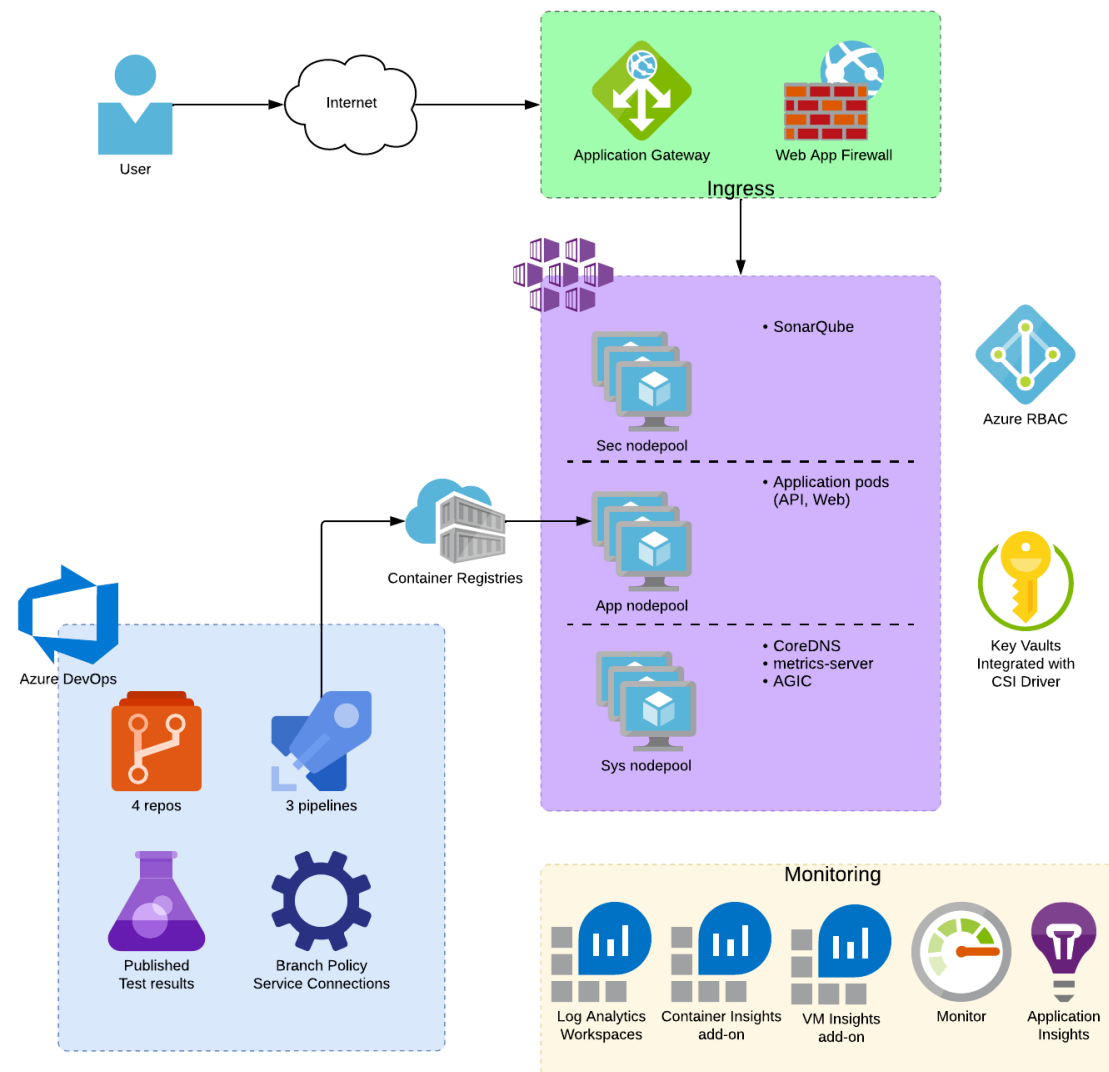 Internet
User
Application Gateway
Web App Firewall
Ingress
• SonarQube
Sec nodepool
Azure RBAC
• Application pods
(API, Web)
Container Registries
App nodepool
• CoreDNS
• metrics-server
• AGIC
Sys nodepool
Key Vaults
Integrated with
CSI Driver
Azure DevOps
4 repos
3 pipelines
Published
Test results
Branch Policy
Service Connections
Monitoring
Log Analytics
Workspaces
Container Insights
add-on
VM Insights
add-on
Monitor
Application
Insights